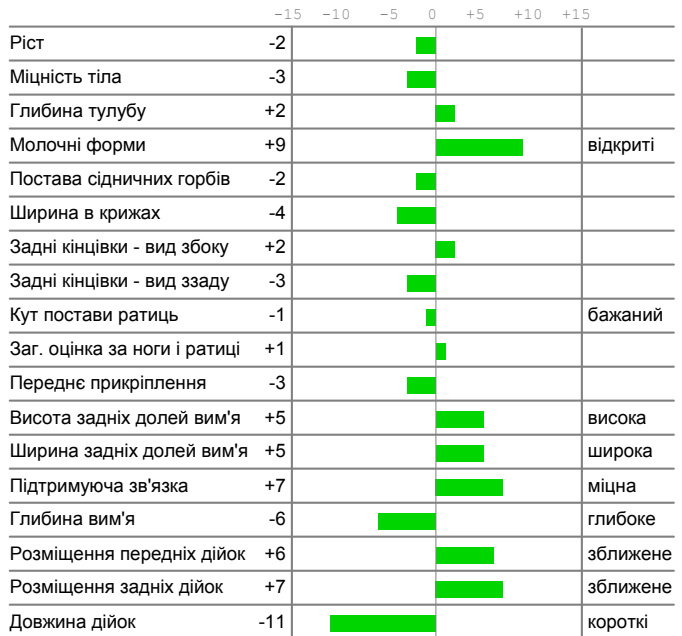 -15 -10 -5 0 +5 +10 +15
Ріст -2
Міцність тіла -3
Глибина тулубу +2
Молочні форми +9 відкриті
Постава сідничних горбів -2
Ширина в крижах -4
Задні кінцівки - вид збоку +2
Задні кінцівки - вид ззаду -3
Кут постави ратиць -1 бажаний
Заг. оцінка за ноги і ратиці +1
Переднє прикріплення -3
Висота задніх долей вим'я +5 висока
Ширина задніх долей вим'я +5 широка
Підтримуюча зв'язка +7 міцна
Глибина вим'я -6 глибоке
Розміщення передніх дійок +6 зближене
Розміщення задніх дійок +7 зближене
Довжина дійок -11 короткі